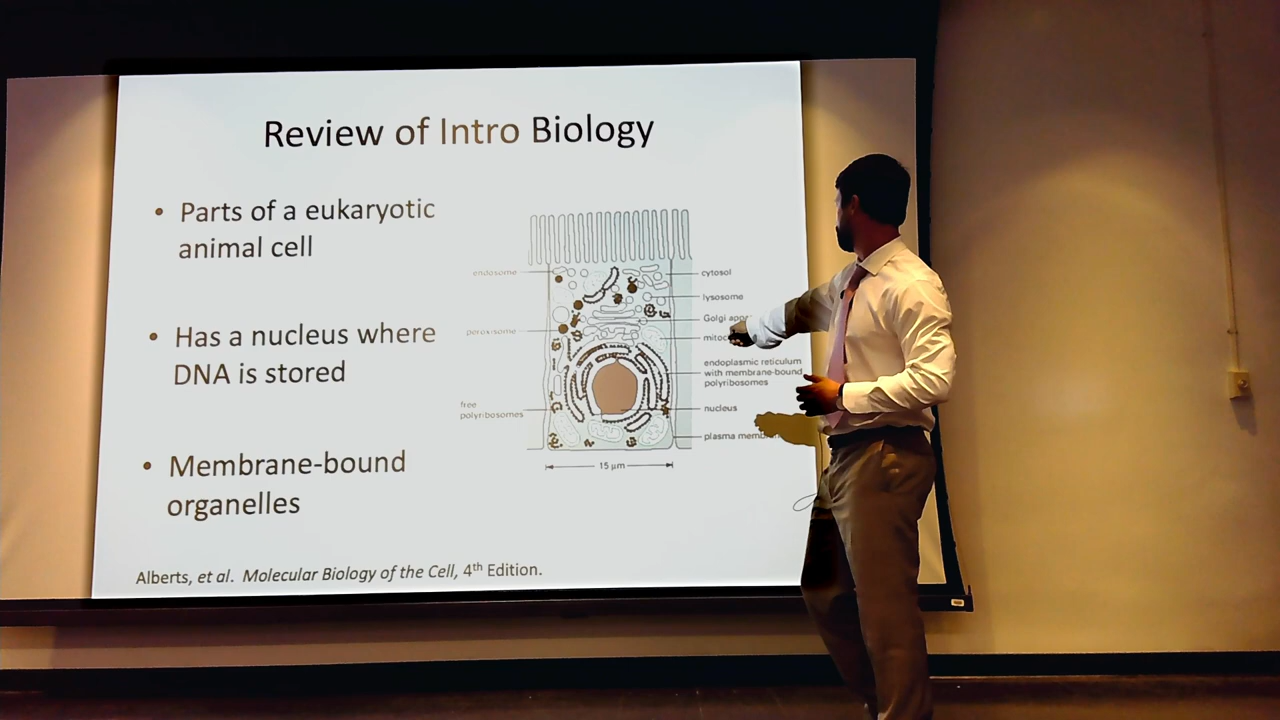 Review of Intro Biology
• Parts of a eukaryotic
animal cell
• Has a nucleus where
DNA is stored
• Membrane-bound
organelles
endosome
peroxisome
free
polyribosomes
cytosol
lysosome
Golgi
endoplasmic reticulum
with membrane-bound
polyribosomes
nucleus
plasma
15 μm
Alberts, et al. Molecular Biology of the Cell, 4th Edition.